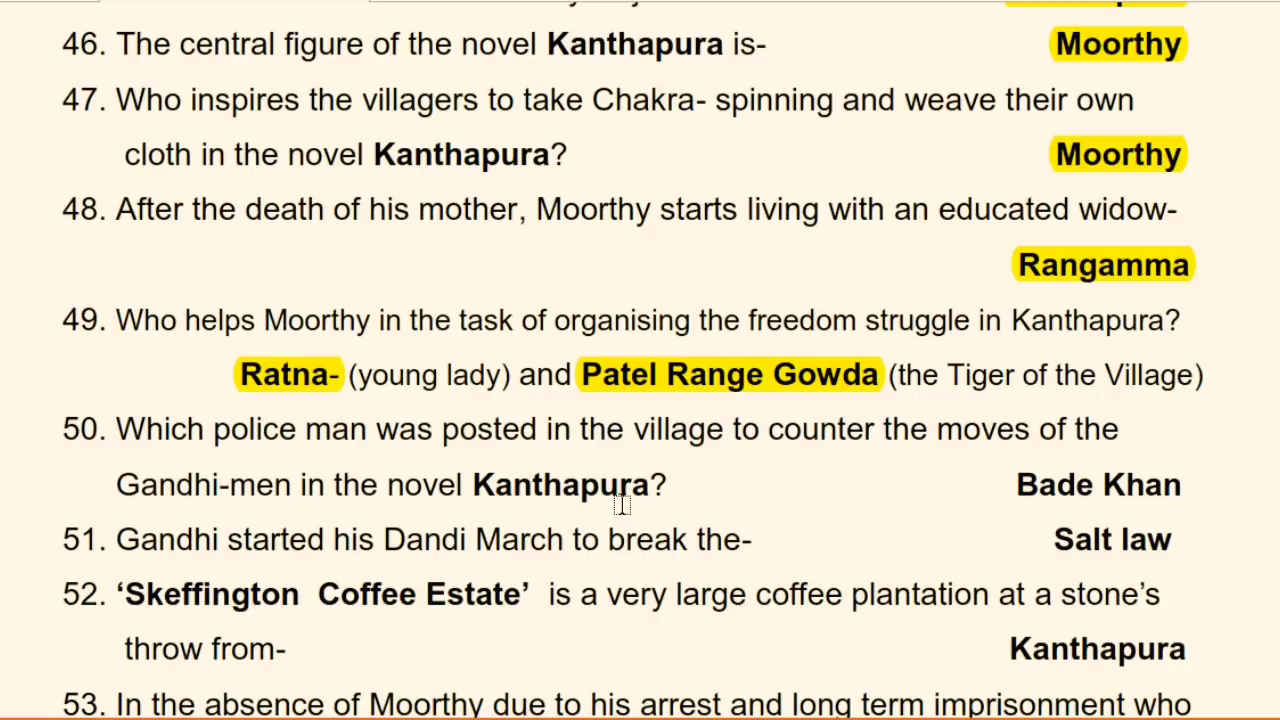 46. The central figure of the novel Kanthapura is- Moorthy
47. Who inspires the villagers to take Chakra- spinning and weave their own
cloth in the novel Kanthapura? Moorthy
48. After the death of his mother, Moorthy starts living with an educated widow-
Rangamma
49. Who helps Moorthy in the task of organising the freedom struggle in Kanthapura?
Ratna- (young lady) and Patel Range Gowda (the Tiger of the Village)
50. Which police man was posted in the village to counter the moves of the
Gandhi-men in the novel Kanthapura? Bade Khan
51. Gandhi started his Dandi March to break the- Salt law
52. ‘Skeffington Coffee Estate’ is a very large coffee plantation at a stone’s
throw from- Kanthapura
53. In the absence of Moorthy due to his arrest and long term imprisonment who